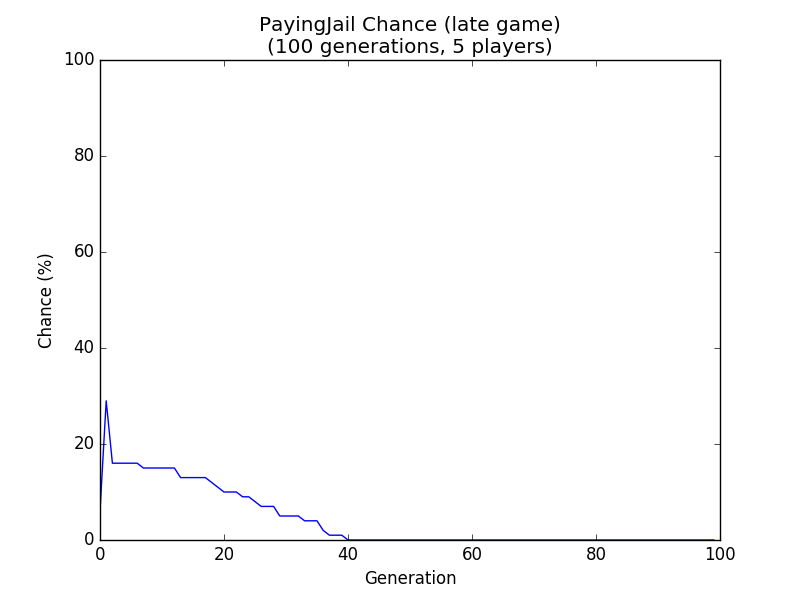 PayingJail Chance (late game)
(100 generations, 5 players)
100
80
60
40
20
0
Chance (%)
0 20 40 60 80 100
Generation